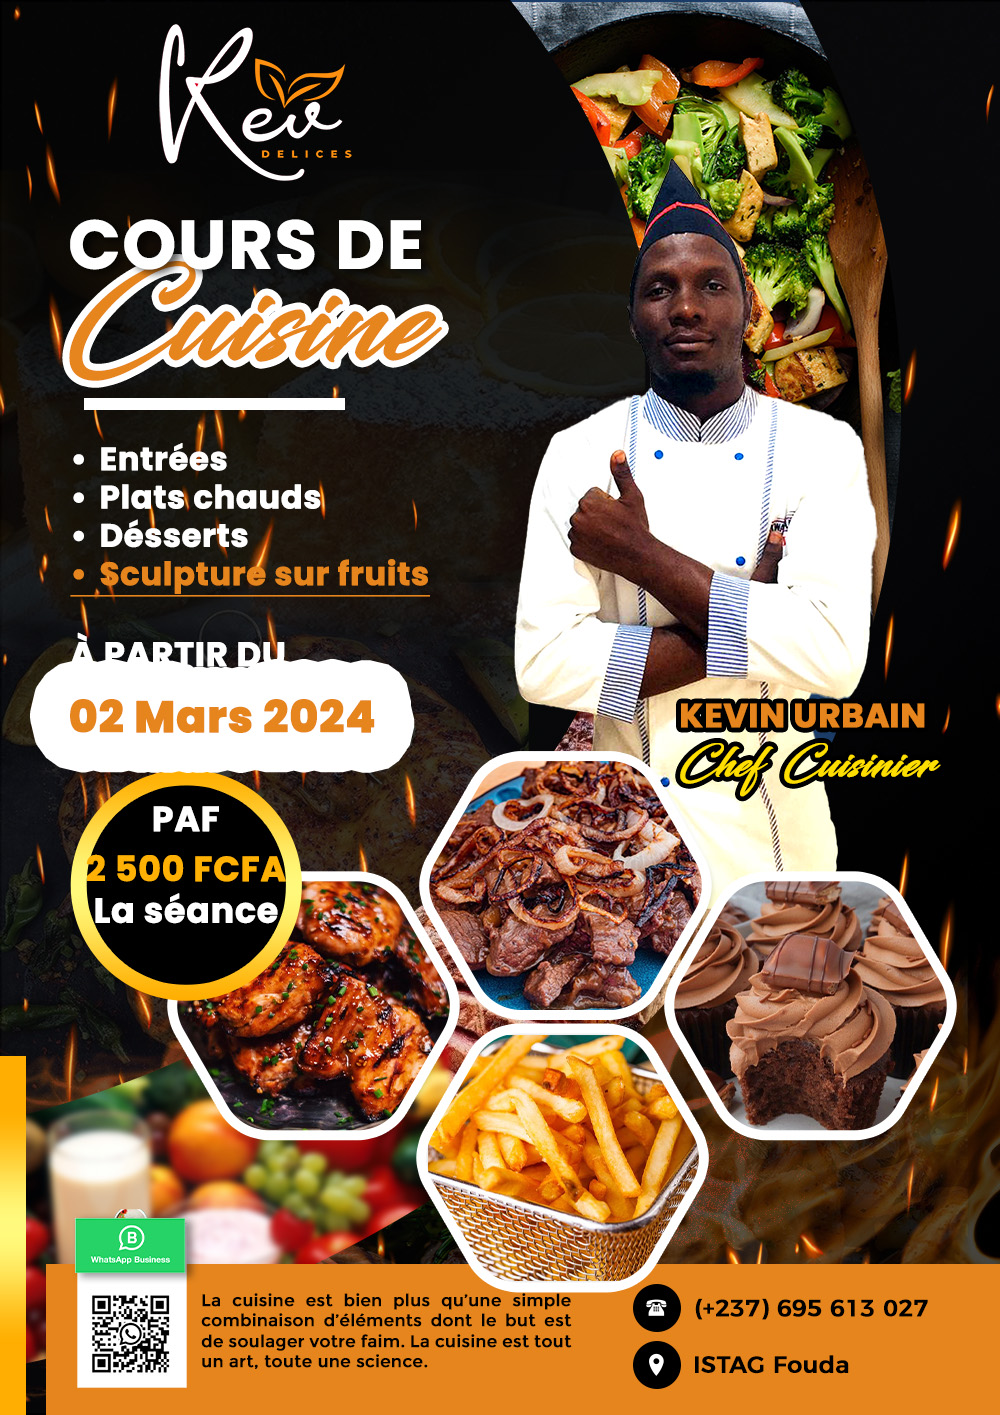 Kev
DELICES
COURS DE
Cuisine
• Entrées
• Plats chauds
• Désserts
• Sculpture sur fruits
À PARTIR DU
02 Mars 2024
KEVIN URBAIN
Chef Cuisinier
PAF
2 500 FCFA
La séance
WhatsApp Business
La cuisine est bien plus qu'une simple
combinaison d'éléments dont le but est
de soulager votre faim. La cuisine est tout
un art, toute une science.
(+237) 695 613 027
ISTAG Fouda